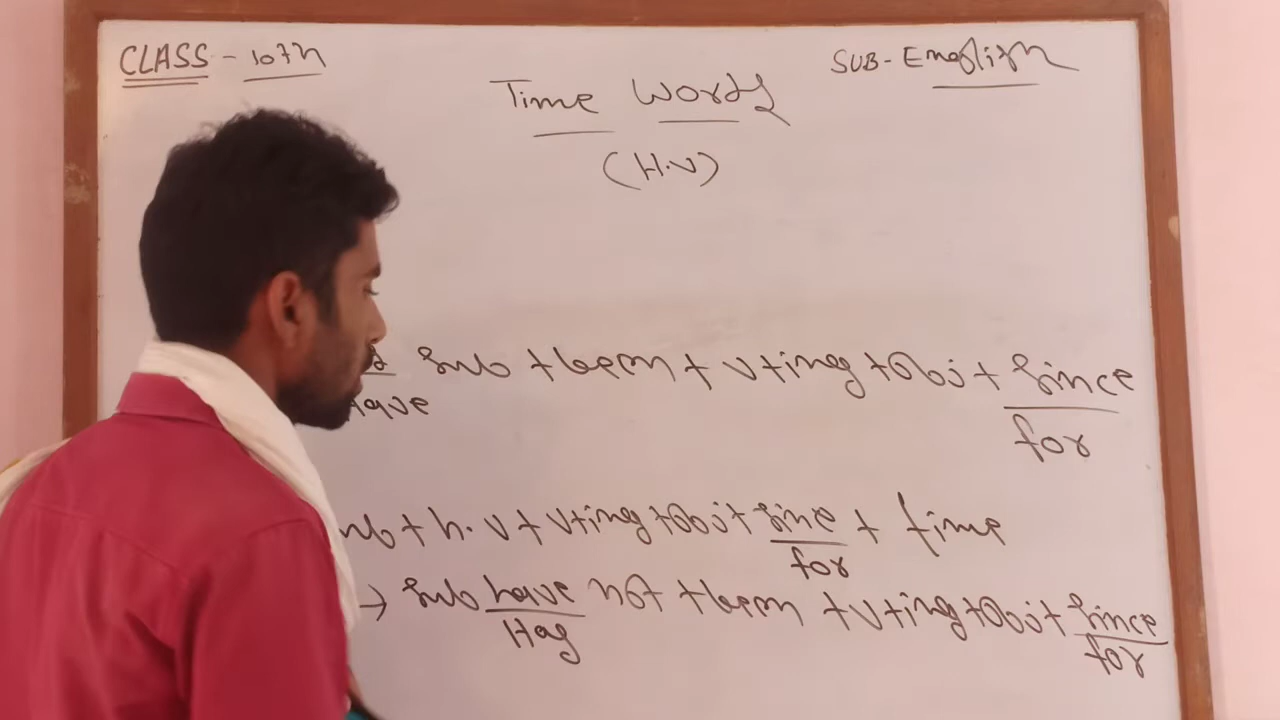 CLASS - 10th
SUB - English
Time Words
(H.V)
sub + been + v + ing + Obj + since
have
for
sub + h. v + v + ing + Obj + since + time
for
→ sub have not + been + v + ing + Obj + since
Has
for